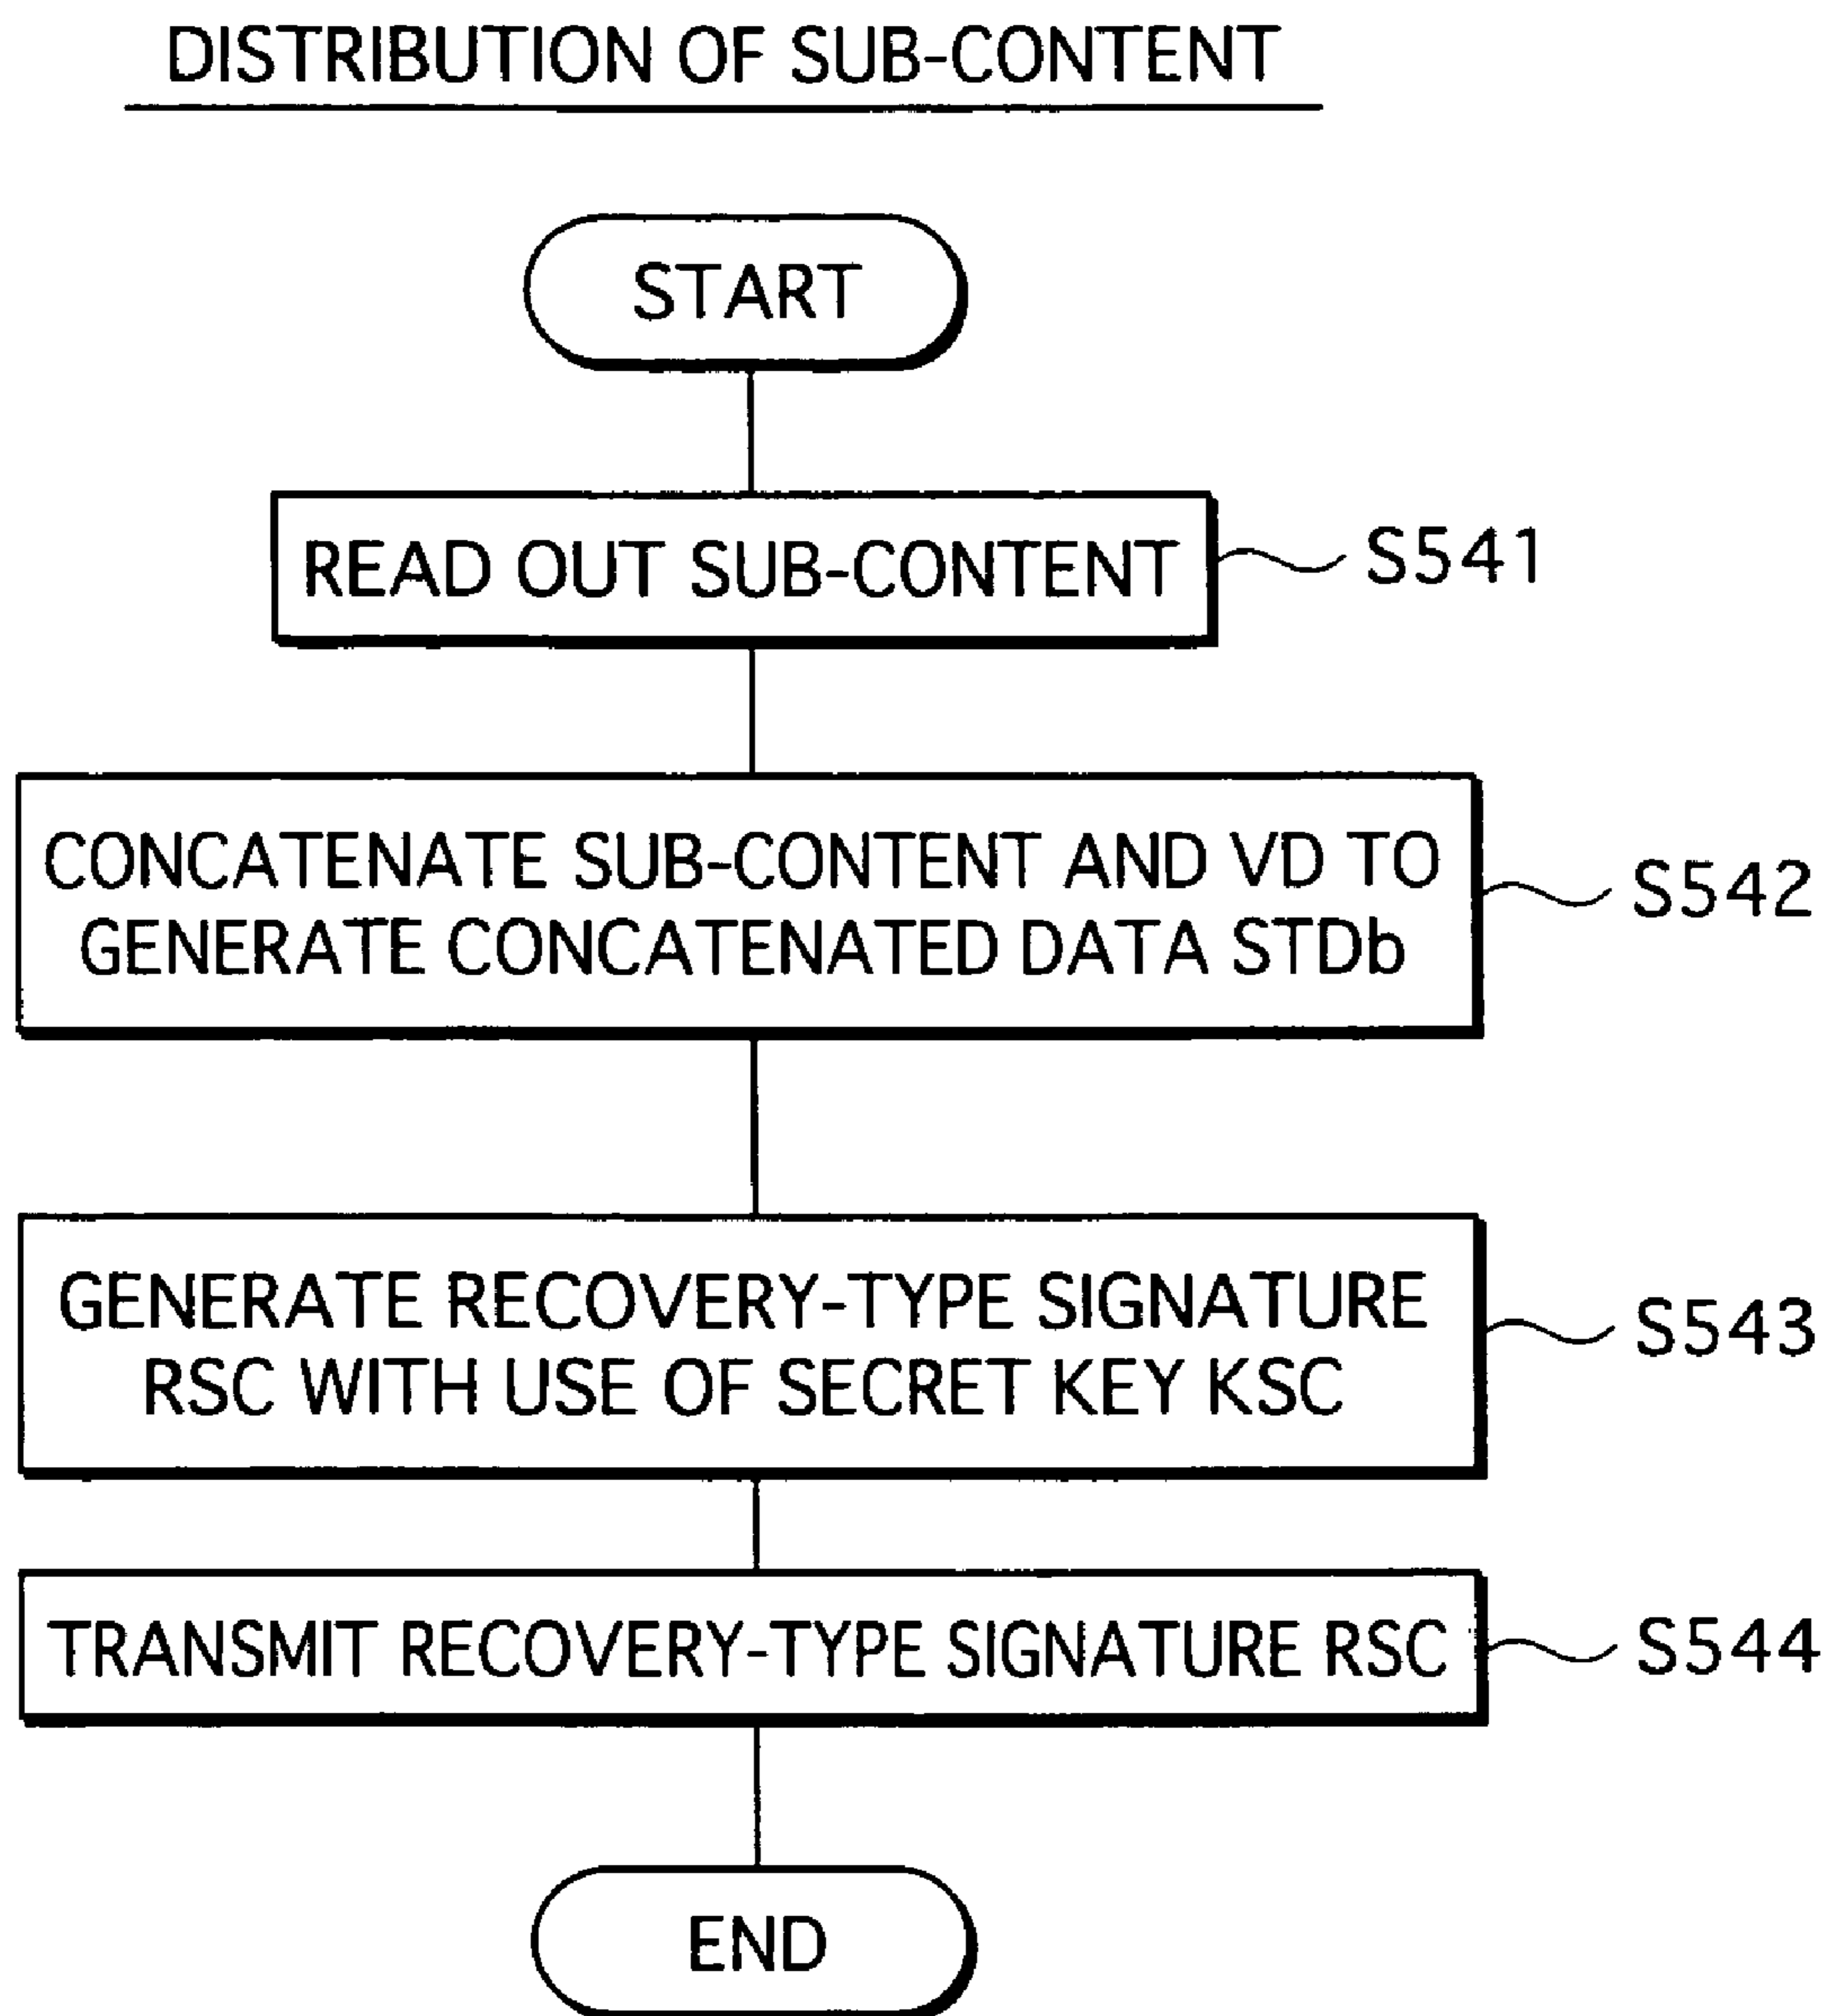 DISTRIBUTION OF SUB-CONTENT
START
READ OUT SUB-CONTENT
S541
CONCATENATE SUB-CONTENT AND VD TO
GENERATE CONCATENATED DATA STDb
S542
GENERATE RECOVERY-TYPE SIGNATURE
RSC WITH USE OF SECRET KEY KSC
S543
TRANSMIT RECOVERY-TYPE SIGNATURE RSC
S544
END